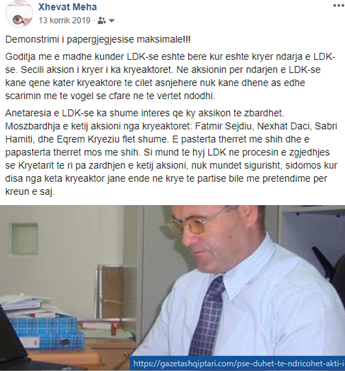 Xhevat Meha
13 korrik 2019 ·
Demonstrimi i papergjegjesise maksimale!!!
Goditja me e madhe kunder LDK-se eshte bere kur eshte kryer ndarja e LDK-
se. Secili aksion i kryer i ka kryeaktoret. Ne aksionin per ndarjen e LDK-se
kane qene kater kryeaktore te cilet asnjehere nuk kane dhene as edhe
scarimin me te vogel se cfare ne te vertet ndodhi.
Anetaresia e LDK-se ka shume interes qe ky aksikon te zbardhet.
Moszbardhja e ketij aksioni nga kryeaktoret: Fatmir Sejdiu, Nexhat Daci, Sabri
Hamiti, dhe Eqrem Kryeziu flet shume. E pasterta therret me shih dhe e
papasterta therret mos me shih. Si mund te hyj LDK ne procesin e zgjedhjes
se Kryetarit te ri pa zardhjen e ketij aksioni, nuk mundet sigurisht, sidomos kur
disa nga keta kryeaktor jane ende ne krye te partise bile me pretendime per
kreun e saj.
https://gazetashqiptari.com/pse-duhet-te-ndricohet-akti-i